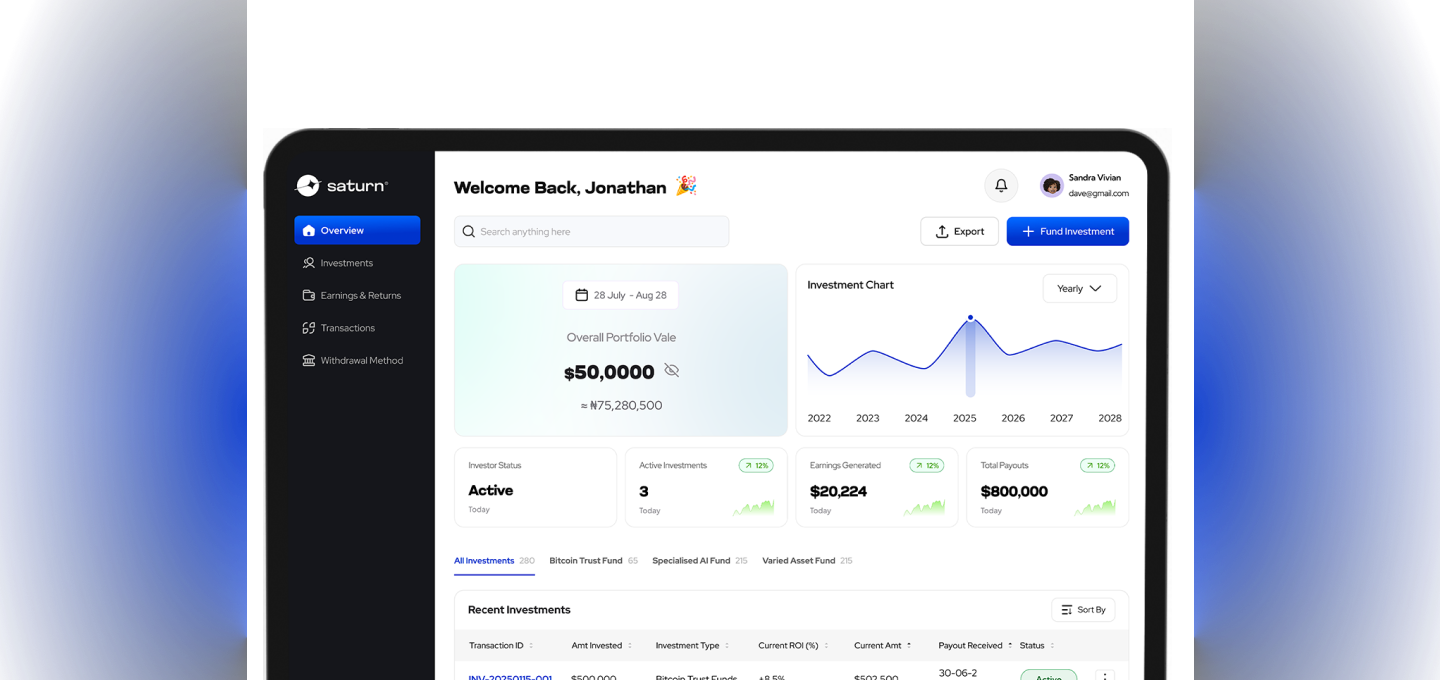 saturn®
Overview
Investments
Earnings & Returns
Transactions
Withdrawal Method
Welcome Back, Jonathan 🎉
Sandra Vivian
dave@gmail.com
Search anything here
Export
Fund Investment
28 July - Aug 28
Overall Portfolio Vale
$50,0000
≈ ₦75,280,500
Investment Chart
Yearly
2022 2023 2024 2025 2026 2027 2028
Investor Status
Active
Today
Active Investments
12%
3
Today
Earnings Generated
12%
$20,224
Today
Total Payouts
12%
$800,000
Today
All Investments 280 Bitcoin Trust Fund 65 Specialised AI Fund 215 Varied Asset Fund 215
Recent Investments
Sort By
Transaction ID Amt Invested Investment Type Current ROI (%) Current Amt Payout Received Status
INV-20250115-001 $500,000 Bitcoin Trust Funds +8.5% $502,500 30-06-2 Active